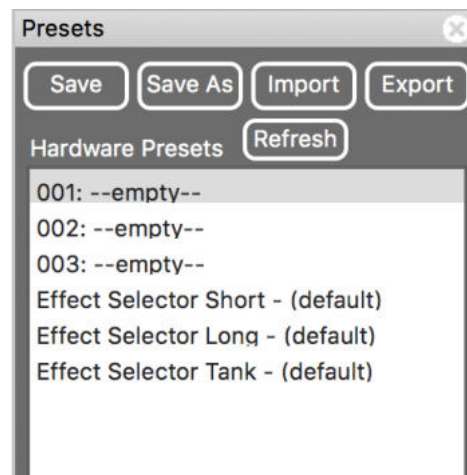 Presets
Save Save As Import Export
Hardware Presets Refresh
001: --empty--
002: --empty--
003: --empty--
Effect Selector Short - (default)
Effect Selector Long - (default)
Effect Selector Tank - (default)